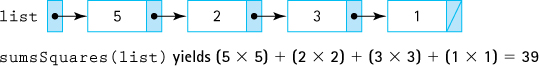 list 5 2 3 1
sumsSquares(list) yields (5 × 5) + (2 × 2) + (3 × 3) + (1 × 1) = 39